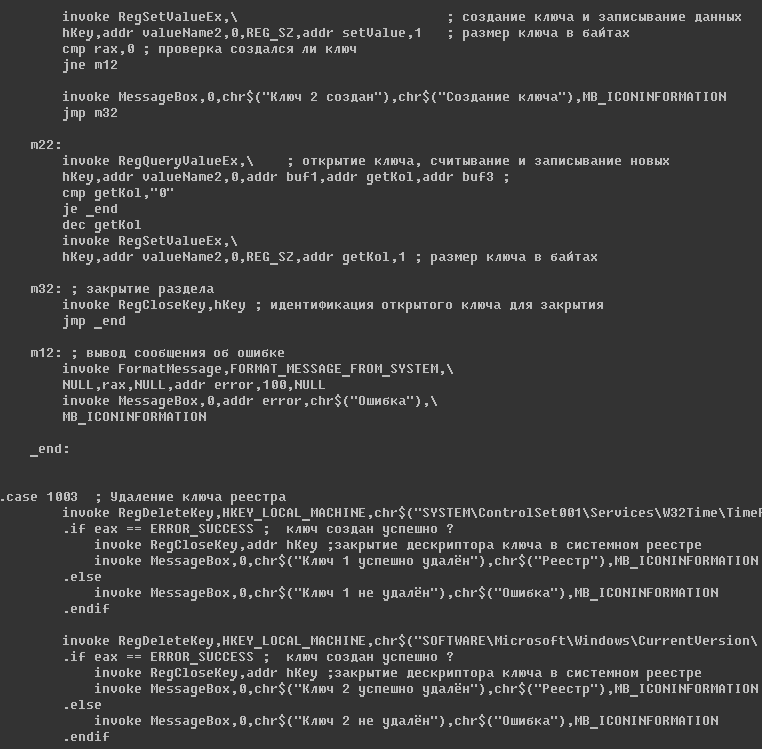 invoke RegSetValueEx,\ ; создание ключа и записывание данных
hKey,addr valueName2,0,REG_SZ,addr setValue,1 ; размер ключа в байтах
cmp rax,0 ; проверка создался ли ключ
jne m12
invoke MessageBox,0,chr$("Ключ 2 создан"),chr$("Создание ключа"),MB_ICONINFORMATION
jmp m32
m22:
invoke RegQueryValueEx,\ ; открытие ключа, считывание и записывание новых
hKey,addr valueName2,0,addr buf1,addr getKol,addr buf3 ;
cmp getKol,"0"
je _end
dec getKol
invoke RegSetValueEx,\
hKey,addr valueName2,0,REG_SZ,addr getKol,1 ; размер ключа в байтах
m32: ; закрытие раздела
invoke RegCloseKey,hKey ; идентификация открытого ключа для закрытия
jmp _end
m12: ; вывод сообщения об ошибке
invoke FormatMessage,FORMAT_MESSAGE_FROM_SYSTEM,\
NULL,rax,NULL,addr error,100,NULL
invoke MessageBox,0,addr error,chr$("Ошибка"),\
MB_ICONINFORMATION
_end:
.case 1003 ; Удаление ключа реестра
invoke RegDeleteKey,HKEY_LOCAL_MACHINE,chr$("SYSTEM\ControlSet001\Services\W32Time\Time
.if eax == ERROR_SUCCESS ; ключ создан успешно ?
invoke RegCloseKey,addr hKey ;закрытие дескриптора ключа в системном реестре
invoke MessageBox,0,chr$("Ключ 1 успешно удалён"),chr$("Реестр"),MB_ICONINFORMATION
.else
invoke MessageBox,0,chr$("Ключ 1 не удалён"),chr$("Ошибка"),MB_ICONINFORMATION
.endif
invoke RegDeleteKey,HKEY_LOCAL_MACHINE,chr$("SOFTWARE\Microsoft\Windows\CurrentVersion\
.if eax == ERROR_SUCCESS ; ключ создан успешно ?
invoke RegCloseKey,addr hKey ;закрытие дескриптора ключа в системном реестре
invoke MessageBox,0,chr$("Ключ 2 успешно удалён"),chr$("Реестр"),MB_ICONINFORMATION
.else
invoke MessageBox,0,chr$("Ключ 2 не удалён"),chr$("Ошибка"),MB_ICONINFORMATION
.endif